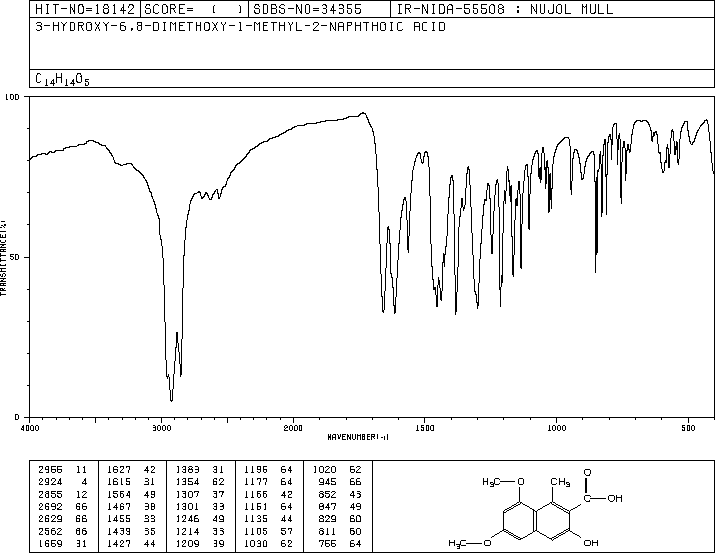 HIT-NO=18142 SCORE= ( ) SDBS-NO=34355 IR-NIDA-55508 : NUJOL MULL
3-HYDROXY-6,8-DIMETHOXY-1-METHYL-2-NAPHTHOIC ACID
C14H14O5
100
TRANSMITTANCE(%)
50
0
4000 3000 2000 1500 1000 500
WAVENUMBER(-1)
2955 11 1627 42 1383 31 1196 64 1020 62
2924 4 1615 31 1354 62 1177 64 945 66
2855 12 1564 49 1307 37 1166 42 852 43
2692 66 1467 38 1301 33 1161 64 847 49
2629 66 1455 33 1246 49 1135 44 829 60
2562 66 1439 35 1214 33 1105 57 811 60
1659 31 1427 44 1209 39 1030 62 756 64
H3C O CH3 O
C OH
H3C O OH